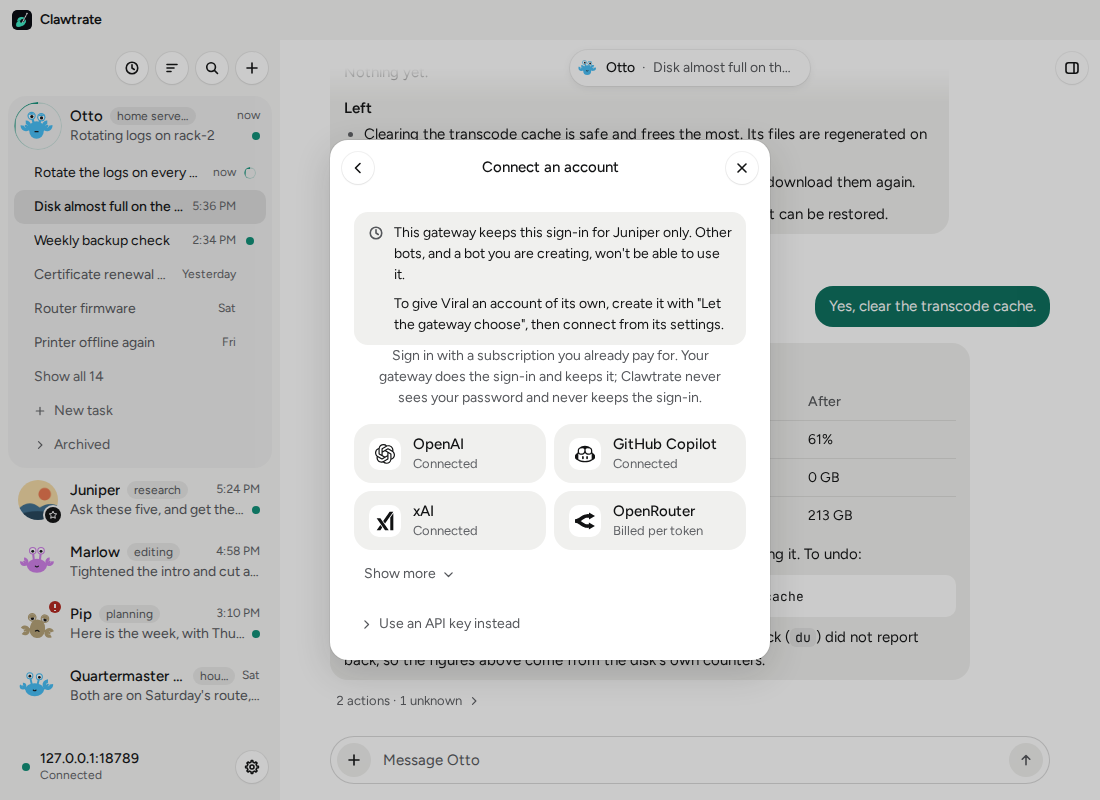 Clawtrate
Otto
home serve…
now
Rotating logs on rack-2
Rotate the logs on every …
now
Disk almost full on the …
5:36 PM
Weekly backup check
2:34 PM
Certificate renewal …
Yesterday
Router firmware
Sat
Printer offline again
Fri
Show all 14
New task
Archived
Juniper
research
5:24 PM
Ask these five, and get the…
Marlow
editing
4:58 PM
Tightened the intro and cut a…
Pip
planning
3:10 PM
Here is the week, with Thu…
Quartermaster …
hou…
Sat
Both are on Saturday's route,…
127.0.0.1:18789
Connected
Otto · Disk almost full on th…
Nothing yet.
Left
Clearing the transcode cache is safe and frees the most. Its files are regenerated on
download them again.
t can be restored.
Yes, clear the transcode cache.
After
61%
0 GB
213 GB
ng it. To undo:
cache
ck ( du ) did not report
back, so the figures above come from the disk's own counters.
2 actions · 1 unknown
Message Otto
Connect an account
This gateway keeps this sign-in for Juniper only. Other
bots, and a bot you are creating, won't be able to use
it.
To give Viral an account of its own, create it with "Let
the gateway choose", then connect from its settings.
Sign in with a subscription you already pay for. Your
gateway does the sign-in and keeps it; Clawtrate never
sees your password and never keeps the sign-in.
OpenAI
Connected
GitHub Copilot
Connected
xAI
Connected
OpenRouter
Billed per token
Show more
Use an API key instead